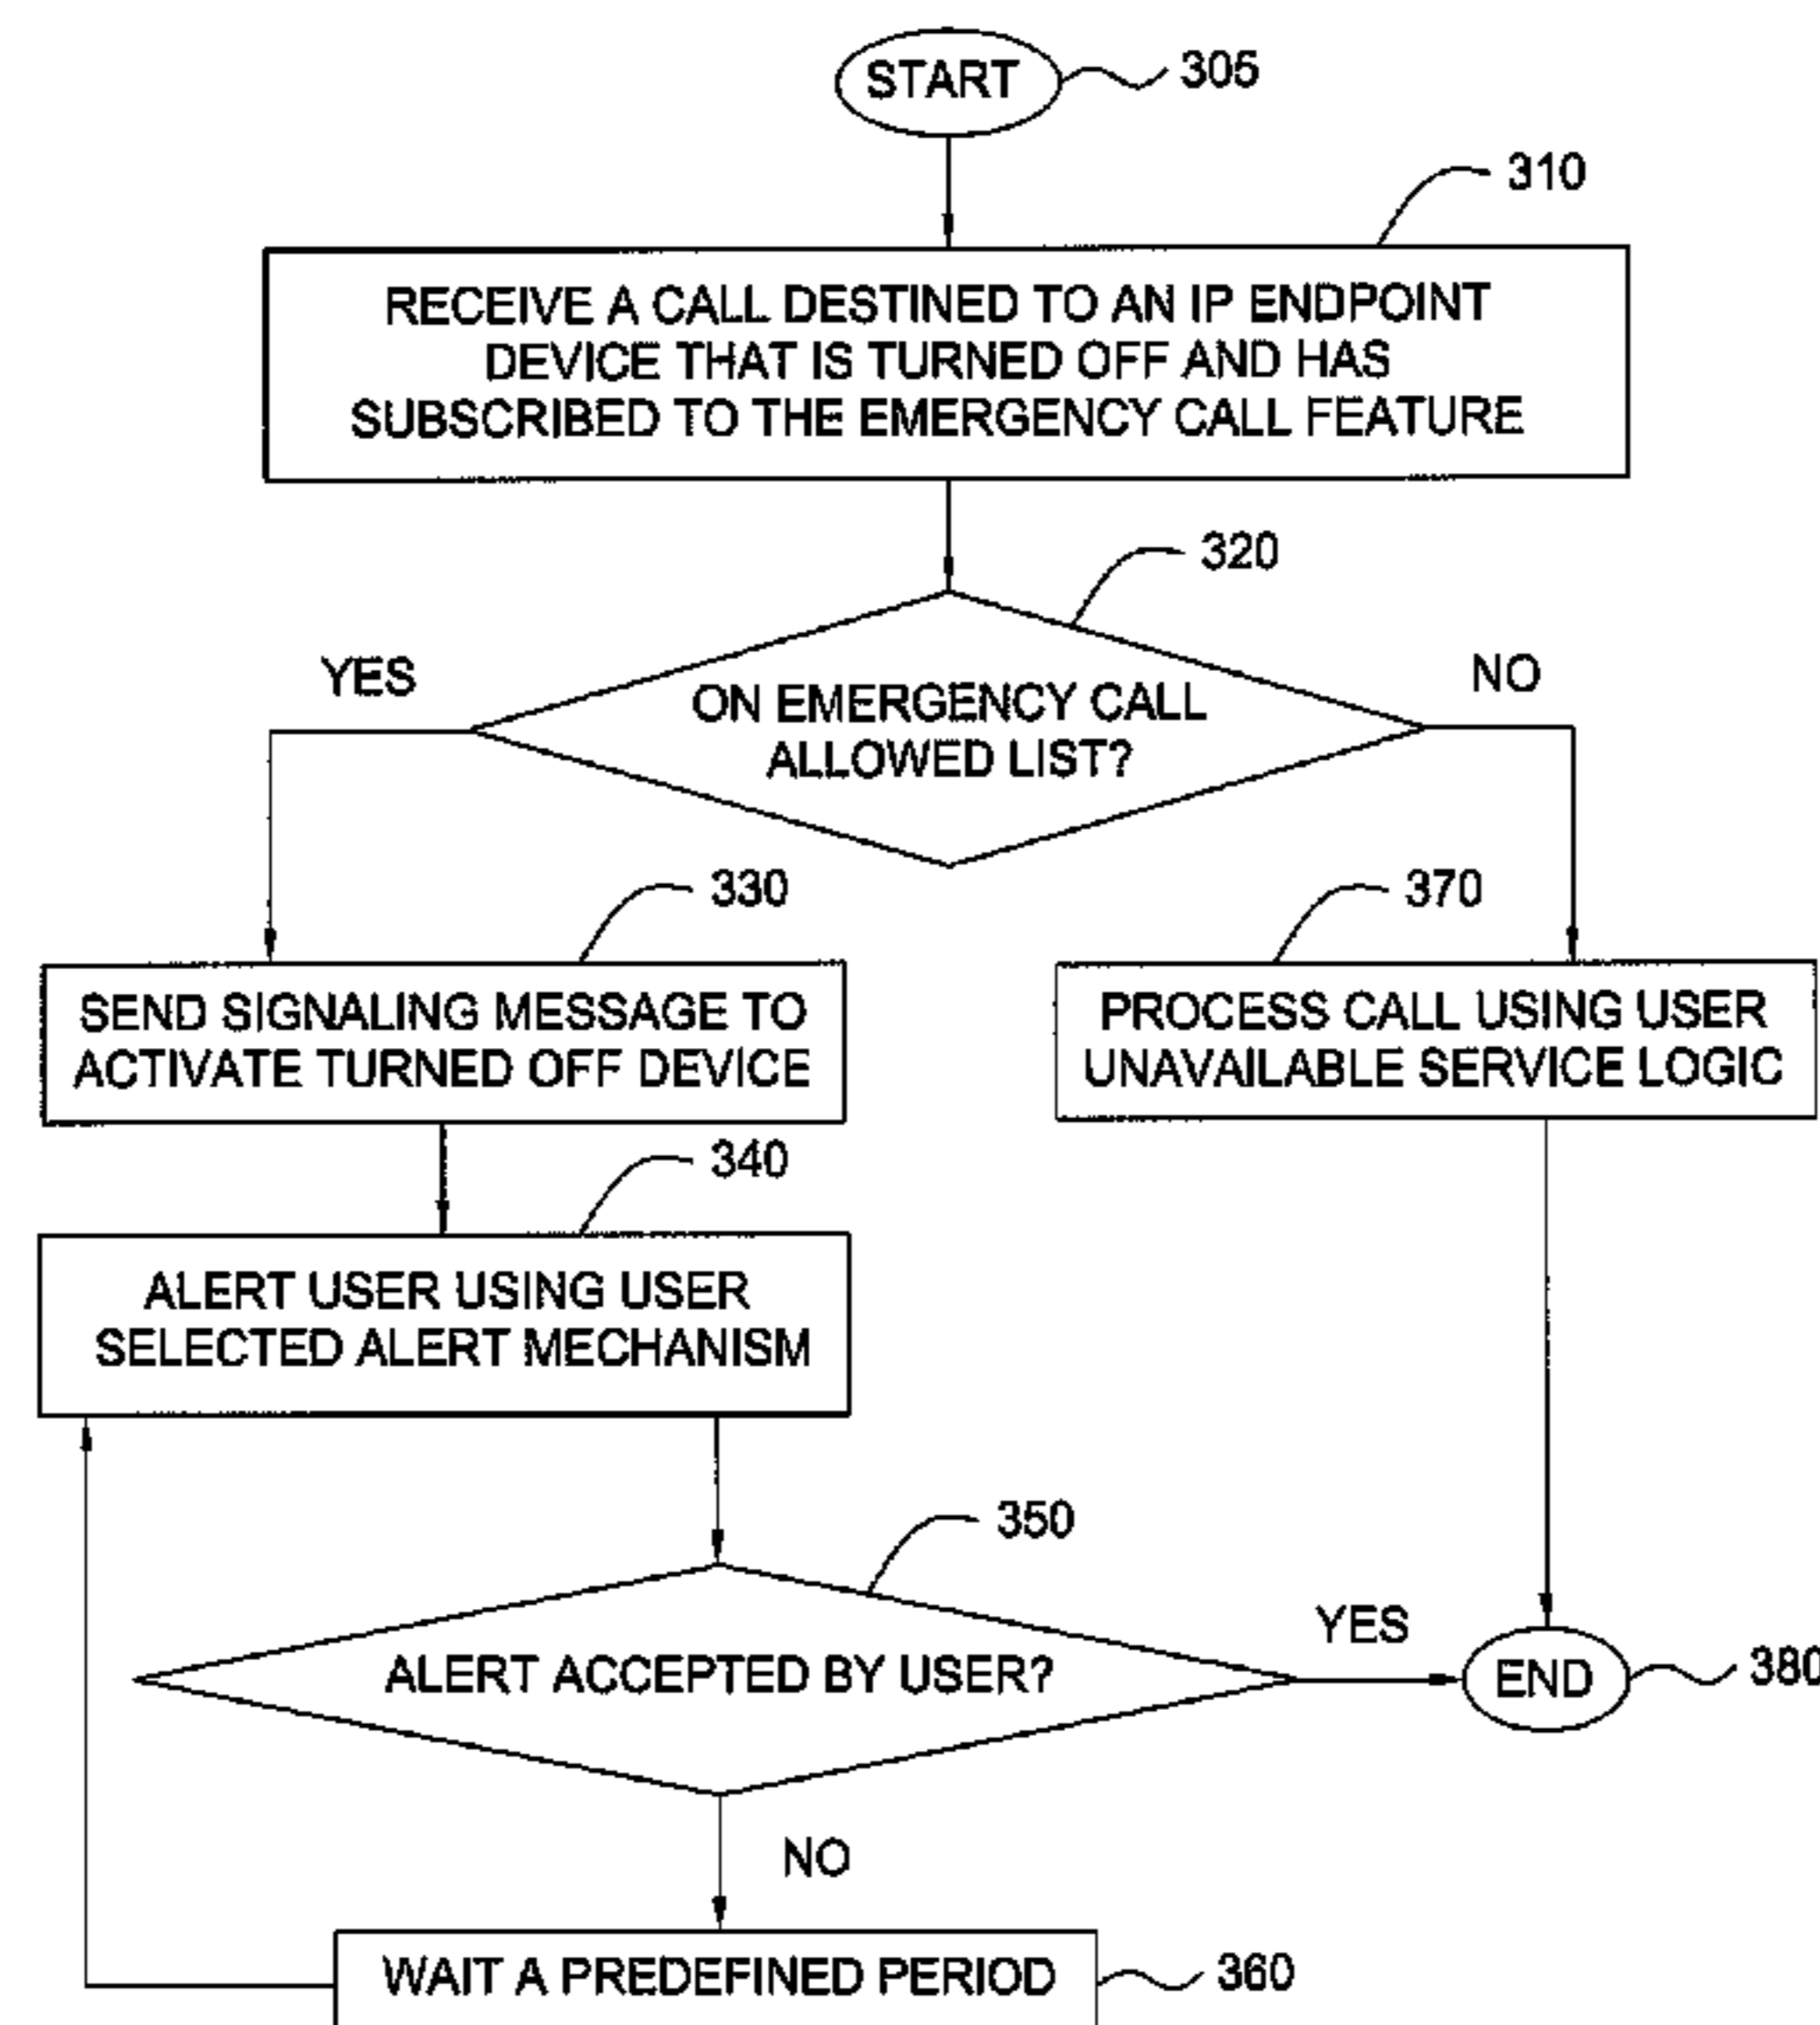 START
305
310
RECEIVE A CALL DESTINED TO AN IP ENDPOINT
DEVICE THAT IS TURNED OFF AND HAS
SUBSCRIBED TO THE EMERGENCY CALL FEATURE
320
YES
NO
ON EMERGENCY CALL
ALLOWED LIST?
330
370
SEND SIGNALING MESSAGE TO
ACTIVATE TURNED OFF DEVICE
PROCESS CALL USING USER
UNAVAILABLE SERVICE LOGIC
340
ALERT USER USING USER
SELECTED ALERT MECHANISM
350
YES
ALERT ACCEPTED BY USER?
END
380
NO
WAIT A PREDEFINED PERIOD
360